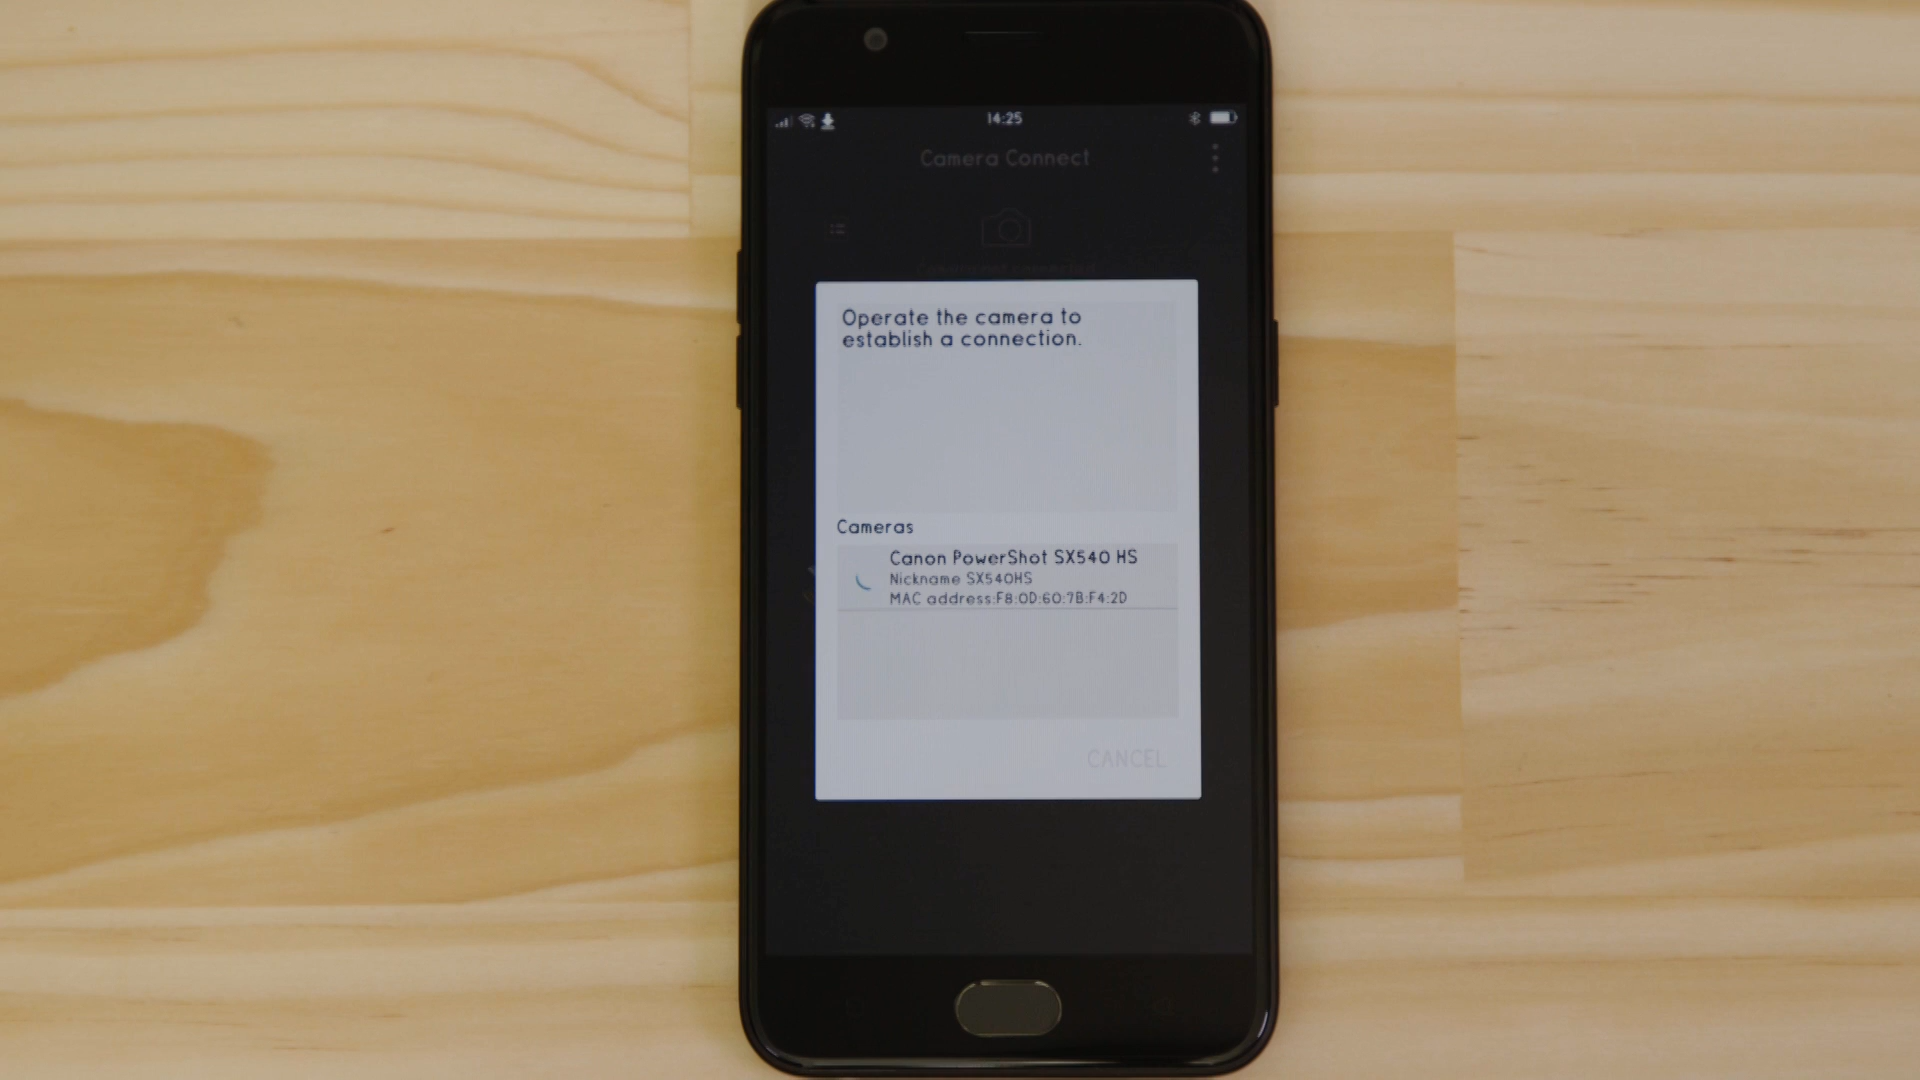 14:25
Camera Connect
Operate the camera to
establish a connection.
Cameras
Canon PowerShot SX540 HS
Nickname SX540HS
MAC address:F8:0D:60:7B:F4:2D
CANCEL